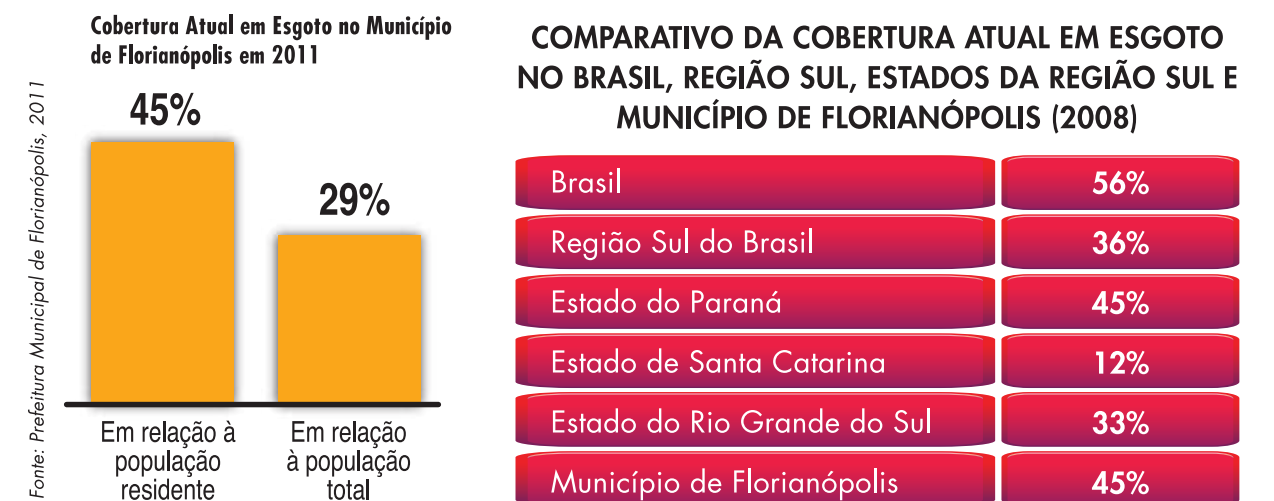 Cobertura Atual em Esgoto no Município
de Florianópolis em 2011
Fonte: Prefeitura Municipal de Florianópolis, 2011
45%
29%
Em relação à
população
residente
Em relação
à população
total
COMPARATIVO DA COBERTURA ATUAL EM ESGOTO
NO BRASIL, REGIÃO SUL, ESTADOS DA REGIÃO SUL E
MUNICÍPIO DE FLORIANÓPOLIS (2008)
Brasil 56%
Região Sul do Brasil 36%
Estado do Paraná 45%
Estado de Santa Catarina 12%
Estado do Rio Grande do Sul 33%
Município de Florianópolis 45%